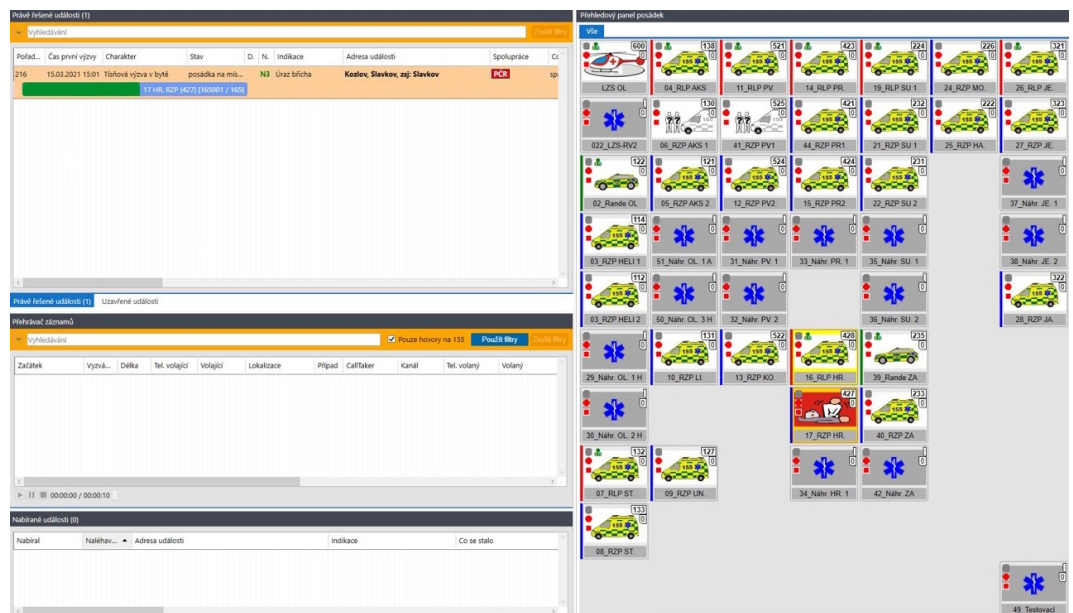 Právě řešené události (1)
Vyhledávání
Zrušit filtry
Pořad... Čas první výzvy Charakter Stav D. N. Indikace Adresa události Spolupráce Co
216 15.03.2021 15:01 Tísňová výzva v bytě posádka na mís... N3 Úraz břicha Kozlov, Slavkov, zsj: Slavkov PČR
17 HR, RZP (427) [165001 / 165]
Právě řešené události (1) Uzavřené události
Přehrávač záznamů
Vyhledávání
Pouze hovory na 155 Použít filtry Zrušit filtry
Začátek Vyzvá... Délka Tel. volající Volající Lokalizace Případ CallTaker Kanál Tel. volaný Volaný
00:00:00 / 00:00:10
Nabírané události (0)
Nabíral Naléhav... Adresa události Indikace Co se stalo
Přehledový panel posádek
Vše
600 138 521 423 224 226 321
LZS OL 04_RLP AKS 11_RLP PV. 14_RLP PR. 19_RLP SU 1 24_RZP MO. 26_RLP JE.
130 525 421 232 222 323
022_LZS-RV2 06_RZP AKS 1 41_RZP PV1 44_RZP PR1. 21_RZP SU 1 25_RZP HA. 27_RZP JE.
122 121 524 424 231
02_Rande OL 05_RZP AKS 2 12_RZP PV2. 15_RZP PR2. 22_RZP SU 2 37_Náhr. JE. 1
114
03_RZP HELI 1 51_Náhr. OL. 1 A 31_Náhr. PV. 1 33_Náhr. PR. 1 35_Náhr. SU. 1 38_Náhr. JE. 2
112 322
03_RZP HELI 2 50_Náhr. OL. 3 H 32_Náhr. PV. 2 36_Náhr. SU. 2 28_RZP JA.
131 522 428 235
29_Náhr. OL. 1 H 10_RZP LI. 13_RZP KO. 16_RLP HR. 39_Rande ZA
427 233
30_Náhr. OL. 2 H 17_RZP HR. 40_RZP ZA
132 127
07_RLP ST. 09_RZP UN. 34_Náhr. HR. 1 42_Náhr. ZA
133
08_RZP ST.
49_Testovací